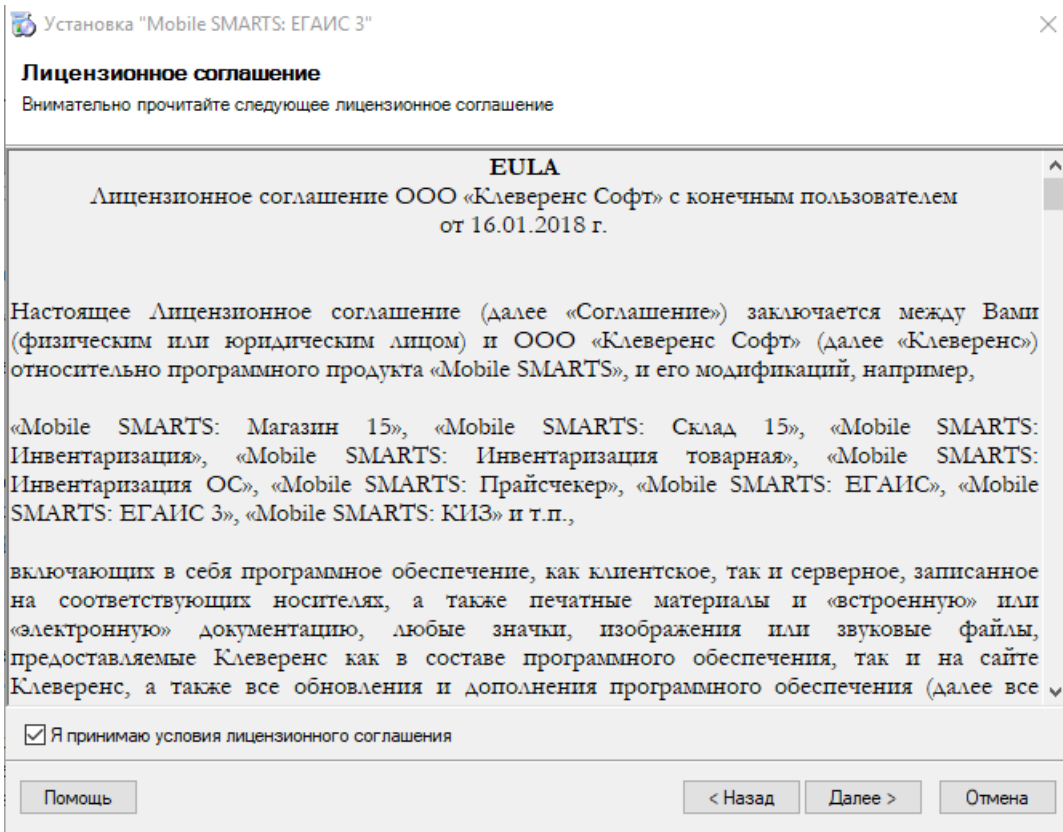 Установка "Mobile SMARTS: ЕГАИС 3"
Лицензионное соглашение
Внимательно прочитайте следующее лицензионное соглашение
EULA
Лицензионное соглашение ООО «Клеверенс Софт» с конечным пользователем
от 16.01.2018 г.
Настоящее Лицензионное соглашение (далее «Соглашение») заключается между Вами
(физическим или юридическим лицом) и ООО «Клеверенс Софт» (далее «Клеверенс»)
относительно программного продукта «Mobile SMARTS», и его модификаций, например,
«Mobile SMARTS: Магазин 15», «Mobile SMARTS: Склад 15», «Mobile SMARTS:
Инвентаризация», «Mobile SMARTS: Инвентаризация товарная», «Mobile SMARTS:
Инвентаризация ОС», «Mobile SMARTS: Прайсчекер», «Mobile SMARTS: ЕГАИС», «Mobile
SMARTS: ЕГАИС 3», «Mobile SMARTS: КИЗ» и т.п.,
включающих в себя программное обеспечение, как клиентское, так и серверное, записанное
на соответствующих носителях, а также печатные материалы и «встроенную» или
«электронную» документацию, любые значки, изображения или звуковые файлы,
предоставляемые Клеверенс как в составе программного обеспечения, так и на сайте
Клеверенс, а также все обновления и дополнения программного обеспечения (далее все
Я принимаю условия лицензионного соглашения
Помощь
< Назад
Далее >
Отмена